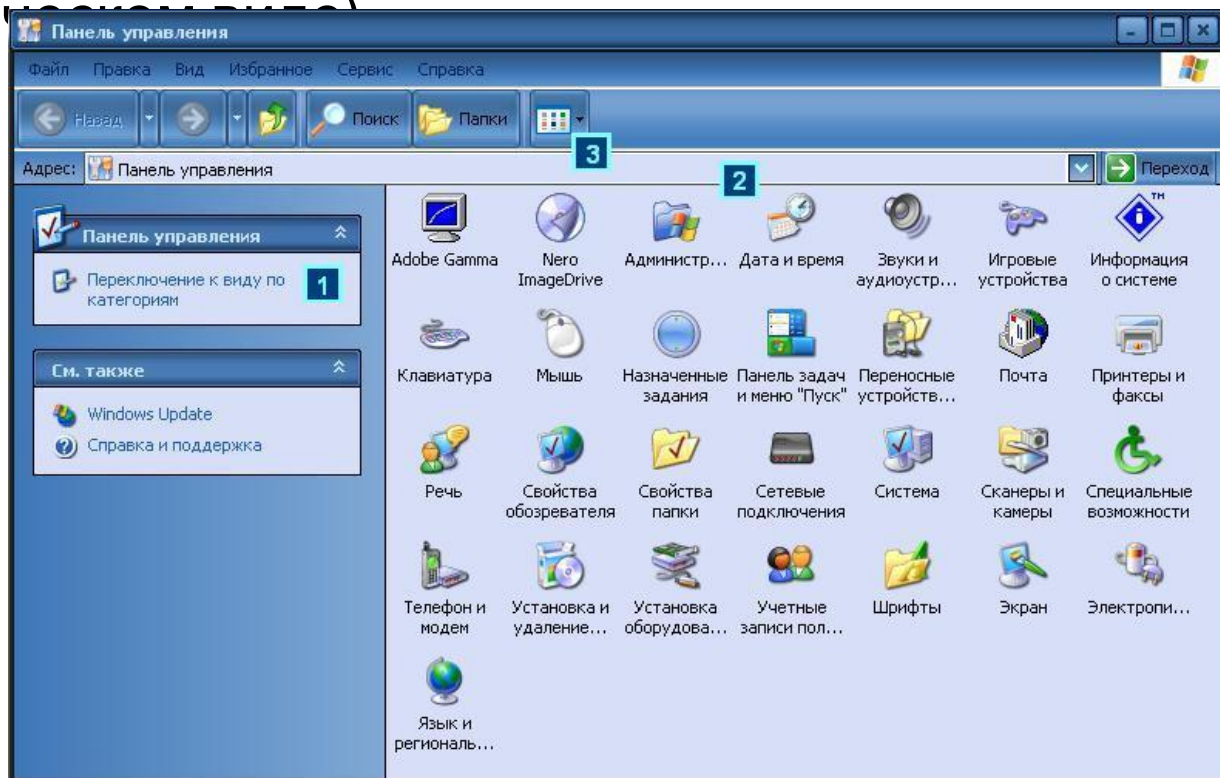 Панель управления
Файл Правка Вид Избранное Сервис Справка
Назад Поиск Папки
3
Адрес: Панель управления Переход
2
Панель управления
Переключение к виду по
категориям
1
См. также
Windows Update
Справка и поддержка
Adobe Gamma
Nero
ImageDrive
Администр...
Дата и время
Звуки и
аудиоустр...
Игровые
устройства
тм
Информация
о системе
Клавиатура
Мышь
Назначенные
задания
Панель задач
и меню "Пуск"
Переносные
устройств...
Почта
Принтеры и
факсы
Речь
Свойства
обозревателя
Свойства
папки
Сетевые
подключения
Система
Сканеры и
камеры
Специальные
возможности
Телефон и
модем
Установка и
удаление...
Установка
оборудова...
Учетные
записи пол...
Шрифты
Экран
Электропи...
Язык и
региональ...